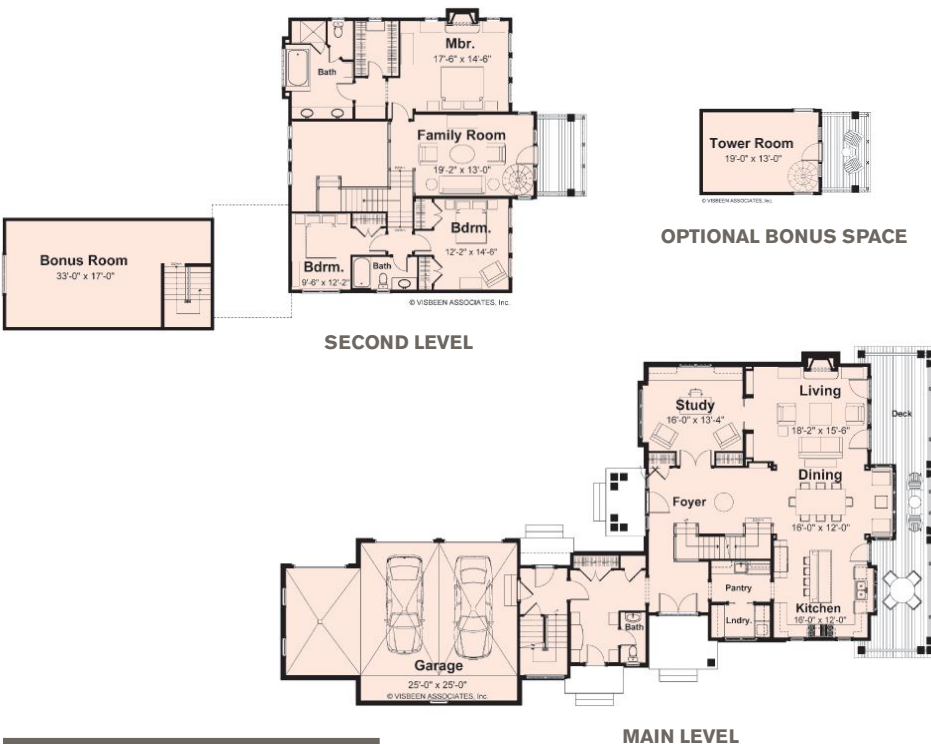 Mbr.
17'-6" x 14'-6"
Bath
Family Room
19'-2" x 13'-0"
Bdrm.
12'-2" x 14'-6"
Bdrm.
9'-6" x 12'-2"
Bath
Bonus Room
33'-0" x 17'-0"
© VISBEEN ASSOCIATES, Inc.
SECOND LEVEL
Tower Room
19'-0" x 13'-0"
© VISBEEN ASSOCIATES, Inc.
OPTIONAL BONUS SPACE
Living
18'-2" x 15'-6"
Study
16'-0" x 13'-4"
Deck
Dining
16'-0" x 12'-0"
Foyer
Pantry
Kitchen
16'-0" x 12'-0"
Lndry.
Bath
Garage
25'-0" x 25'-0"
© VISBEEN ASSOCIATES, Inc.
MAIN LEVEL